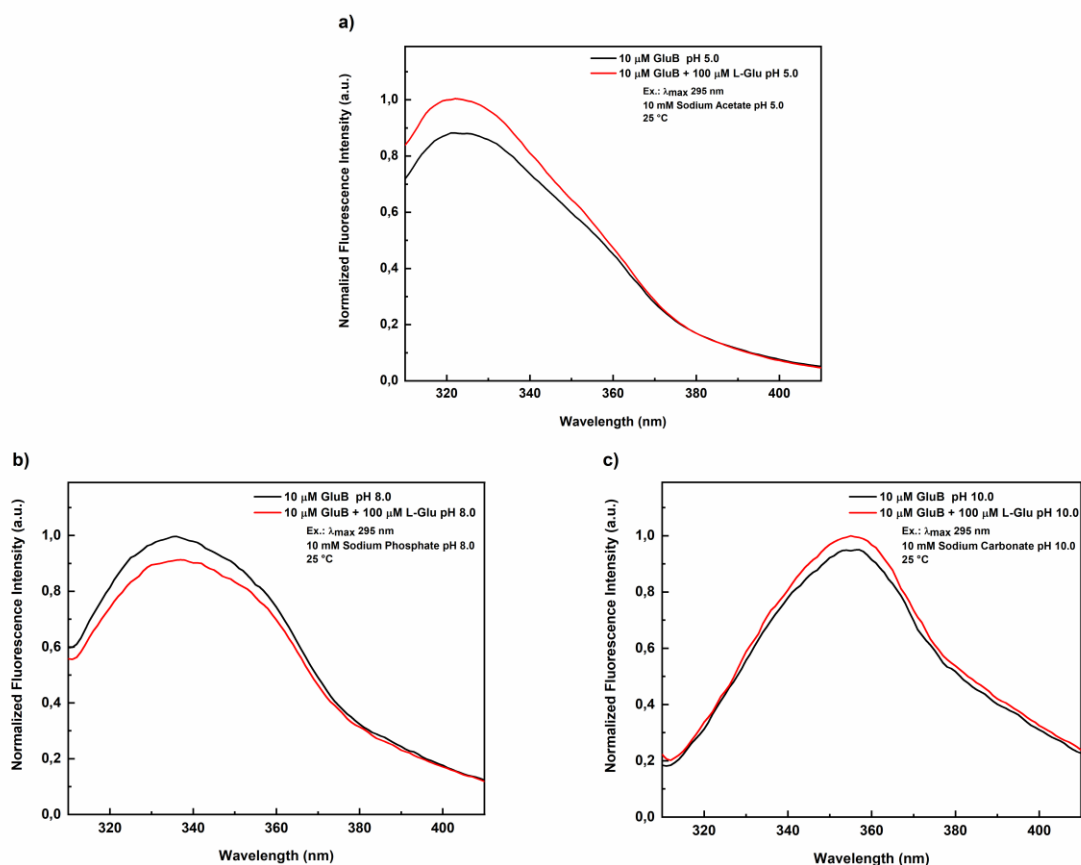 a)
10 μM GluB pH 5.0
10 μM GluB + 100 μM L-Glu pH 5.0
Ex.: λmax 295 nm
10 mM Sodium Acetate pH 5.0
25 °C
Normalized Fluorescence Intensity (a.u.)
1,0
0,8
0,6
0,4
0,2
0,0
320 340 360 380 400
Wavelength (nm)
b)
10 μM GluB pH 8.0
10 μM GluB + 100 μM L-Glu pH 8.0
Ex.: λmax 295 nm
10 mM Sodium Phosphate pH 8.0
25 °C
Normalized Fluorescence Intensity (a.u.)
1,0
0,8
0,6
0,4
0,2
0,0
320 340 360 380 400
Wavelength (nm)
c)
10 μM GluB pH 10.0
10 μM GluB + 100 μM L-Glu pH 10.0
Ex.: λmax 295 nm
10 mM Sodium Carbonate pH 10.0
25 °C
Normalized Fluorescence Intensity (a.u.)
1,0
0,8
0,6
0,4
0,2
0,0
320 340 360 380 400
Wavelength (nm)